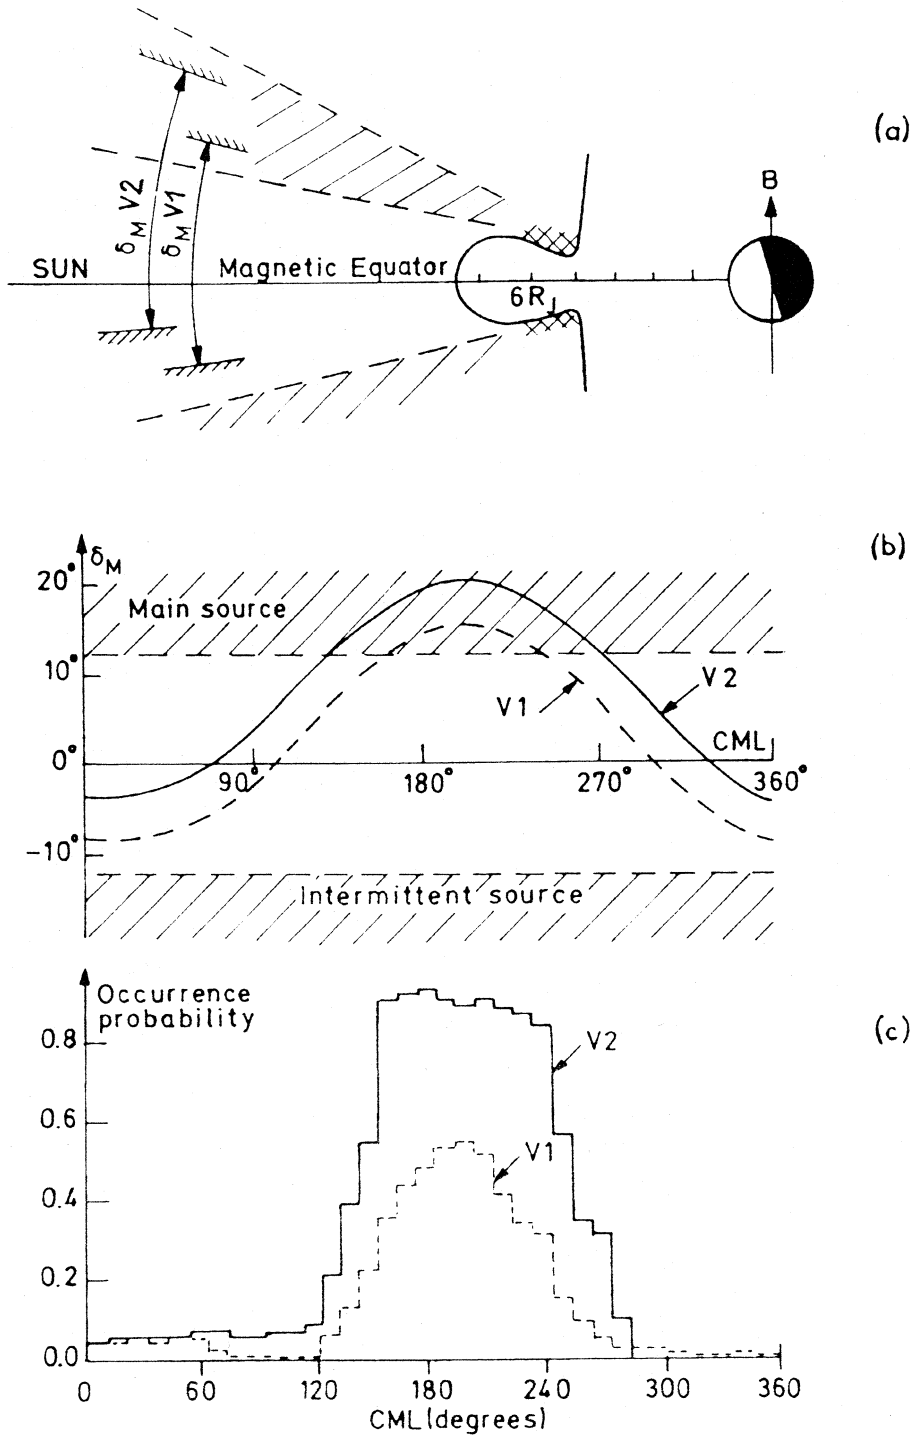 (a)
B
δM V2
δM V1
SUN
Magnetic Equator
6RJ
(b)
δM
20°
Main source
10°
V2
V1
CML
0°
90°
180°
270°
360°
-10°
Intermittent source
(c)
Occurrence
probability
0.8
V2
0.6
V1
0.4
0.2
0.0
0 60 120 180 240 300 360
CML(degrees)